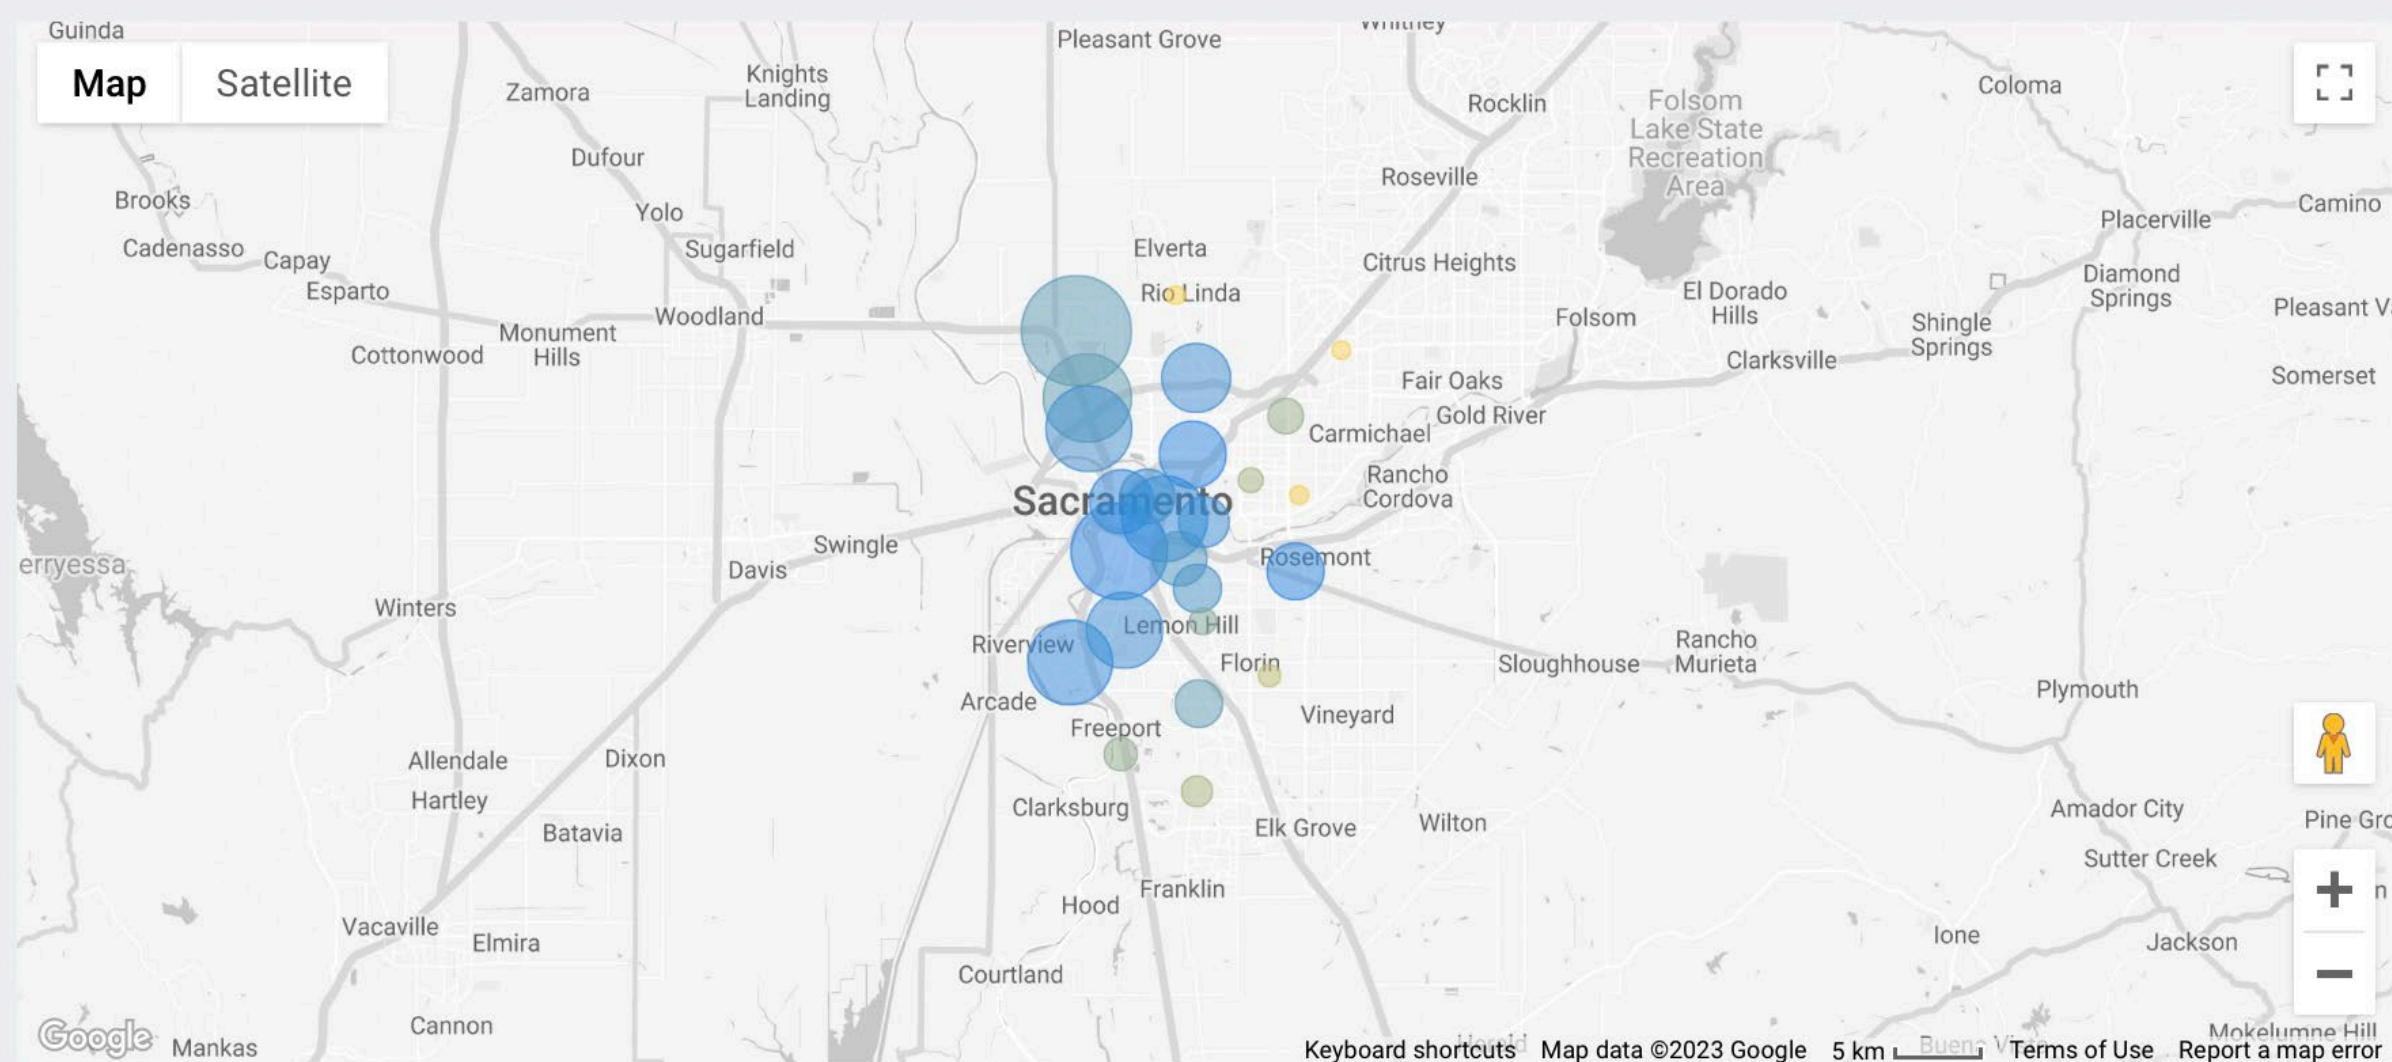 Guinda
Pleasant Grove
Whitney
Map
Satellite
Zamora
Knights
Landing
Rocklin
Folsom
Lake State
Recreation
Area
Coloma
Dufour
Roseville
Brooks
Yolo
Placerville
Camino
Cadenasso
Capay
Sugarfield
Elverta
Citrus Heights
Diamond
Springs
Esparto
Rio Linda
El Dorado
Hills
Pleasant V
Monument
Hills
Woodland
Folsom
Shingle
Springs
Cottonwood
Clarksville
Fair Oaks
Somerset
Gold River
Carmichael
Rancho
Cordova
Sacramento
Swingle
erryessa
Davis
Rosemont
Winters
Lemon Hill
Riverview
Rancho
Murieta
Florin
Sloughhouse
Arcade
Plymouth
Freeport
Vineyard
Allendale
Dixon
Hartley
Clarksburg
Amador City
Batavia
Elk Grove
Wilton
Pine Gro
Sutter Creek
Franklin
n
Hood
Vacaville
Elmira
Ione
Jackson
Courtland
Cannon
Google
Mankas
Herald
Buena Vista
Mokelumne Hill
Keyboard shortcuts
Map data ©2023 Google
5 km
Terms of Use
Report a map error